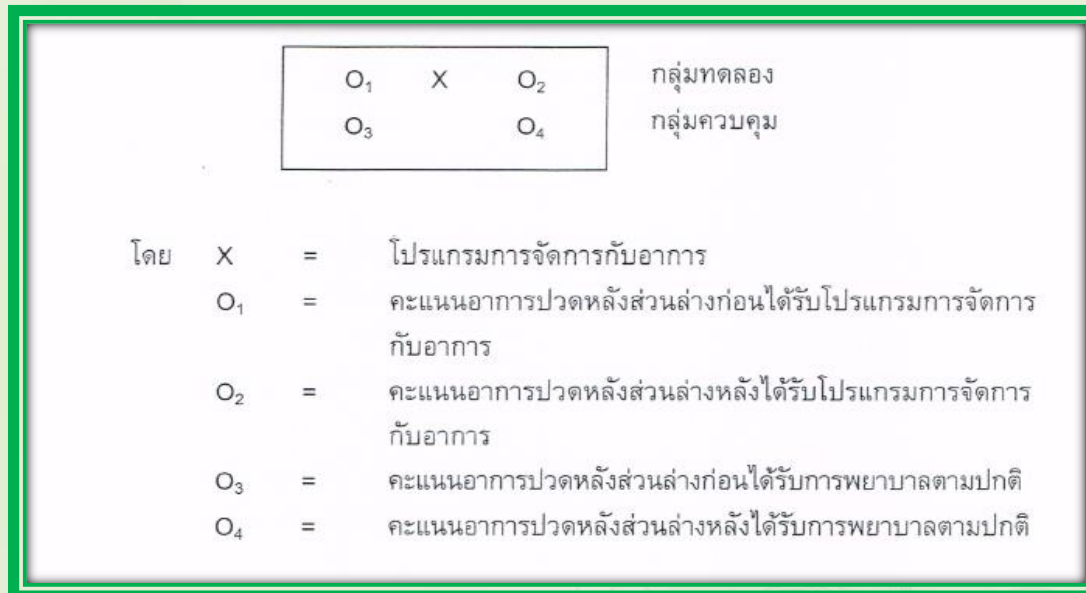 O₁ X O₂ กลุ่มทดลอง
O₃ O₄ กลุ่มควบคุม
โดย X = โปรแกรมการจัดการกับอาการ
O₁ = คะแนนอาการปวดหลังส่วนล่างก่อนได้รับโปรแกรมการจัดการ
กับอาการ
O₂ = คะแนนอาการปวดหลังส่วนล่างหลังได้รับโปรแกรมการจัดการ
กับอาการ
O₃ = คะแนนอาการปวดหลังส่วนล่างก่อนได้รับการพยาบาลตามปกติ
O₄ = คะแนนอาการปวดหลังส่วนล่างหลังได้รับการพยาบาลตามปกติ